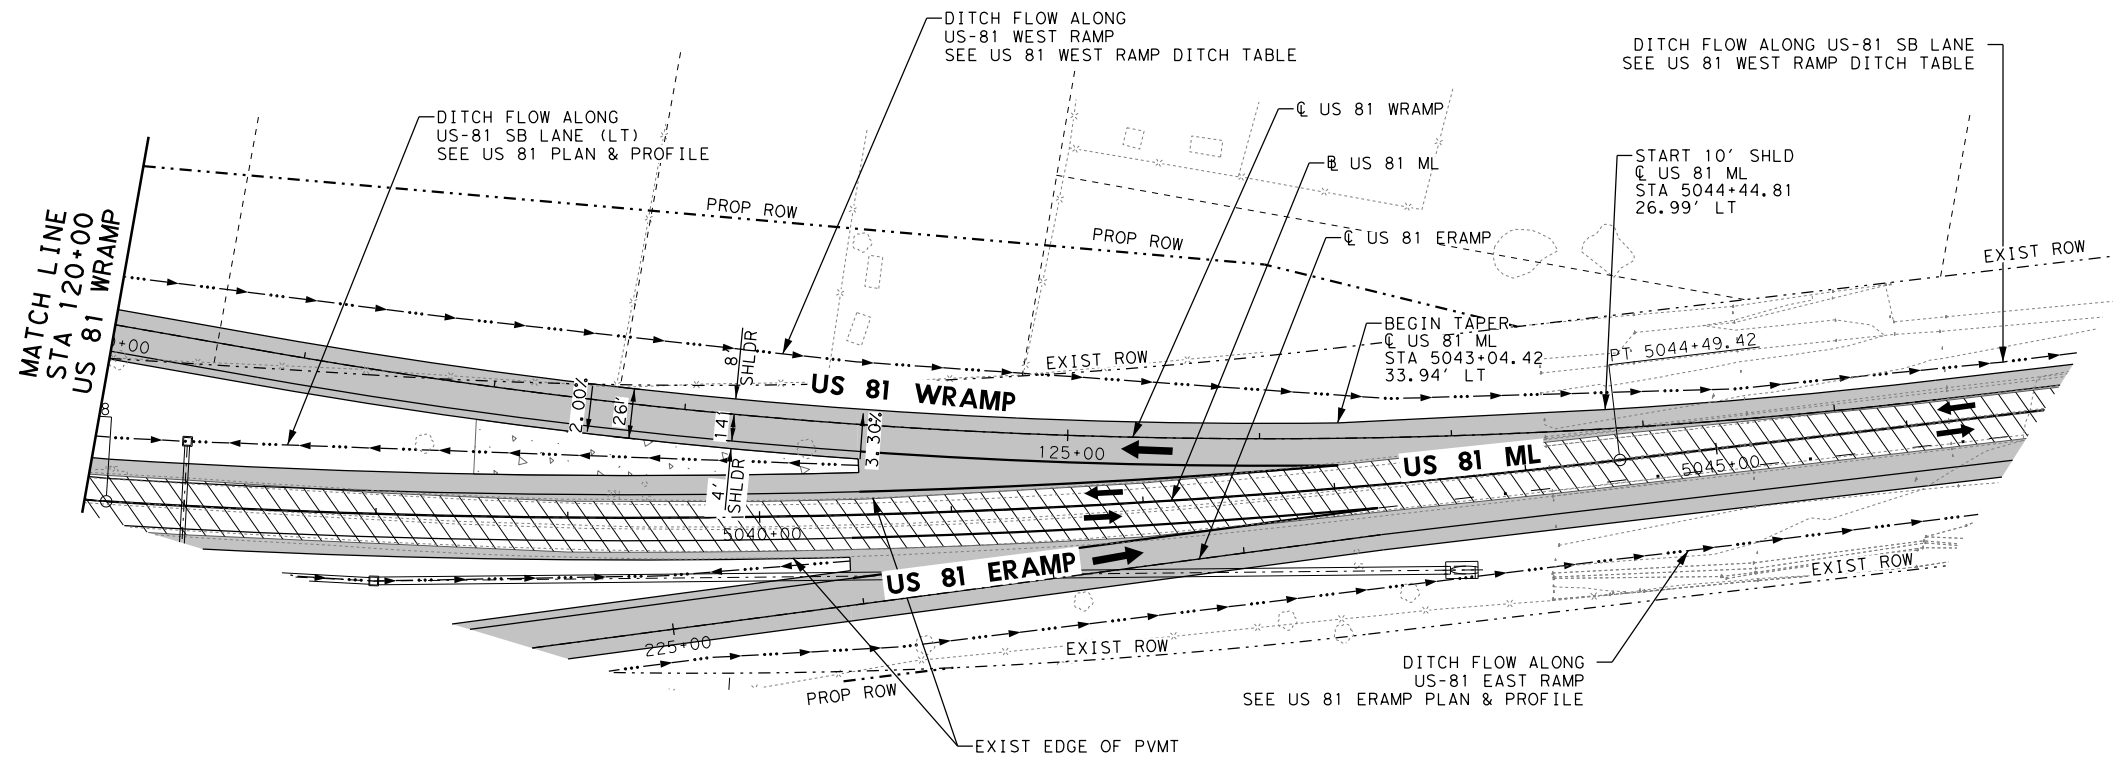 DITCH FLOW ALONG
US-81 WEST RAMP
SEE US 81 WEST RAMP DITCH TABLE
DITCH FLOW ALONG US-81 SB LANE
SEE US 81 WEST RAMP DITCH TABLE
DITCH FLOW ALONG
US-81 SB LANE (LT)
SEE US 81 PLAN & PROFILE
℄ US 81 WRAMP
B US 81 ML
℄ US 81 ERAMP
START 10' SHLD
℄ US 81 ML
STA 5044+44.81
26.99' LT
MATCH LINE
STA 120+00
US 81 WRAMP
PROP ROW
PROP ROW
EXIST ROW
EXIST ROW
BEGIN TAPER
℄ US 81 ML
STA 5043+04.42
33.94' LT
PT 5044+49.42
+00
8
2.00%
26'
8'
SHLDR
14'
3.30%
4'
SHLDR
US 81 WRAMP
125+00
US 81 ML
5045+00
5040+00
US 81 ERAMP
225+00
EXIST ROW
EXIST ROW
PROP ROW
DITCH FLOW ALONG
US-81 EAST RAMP
SEE US 81 ERAMP PLAN & PROFILE
EXIST EDGE OF PVMT